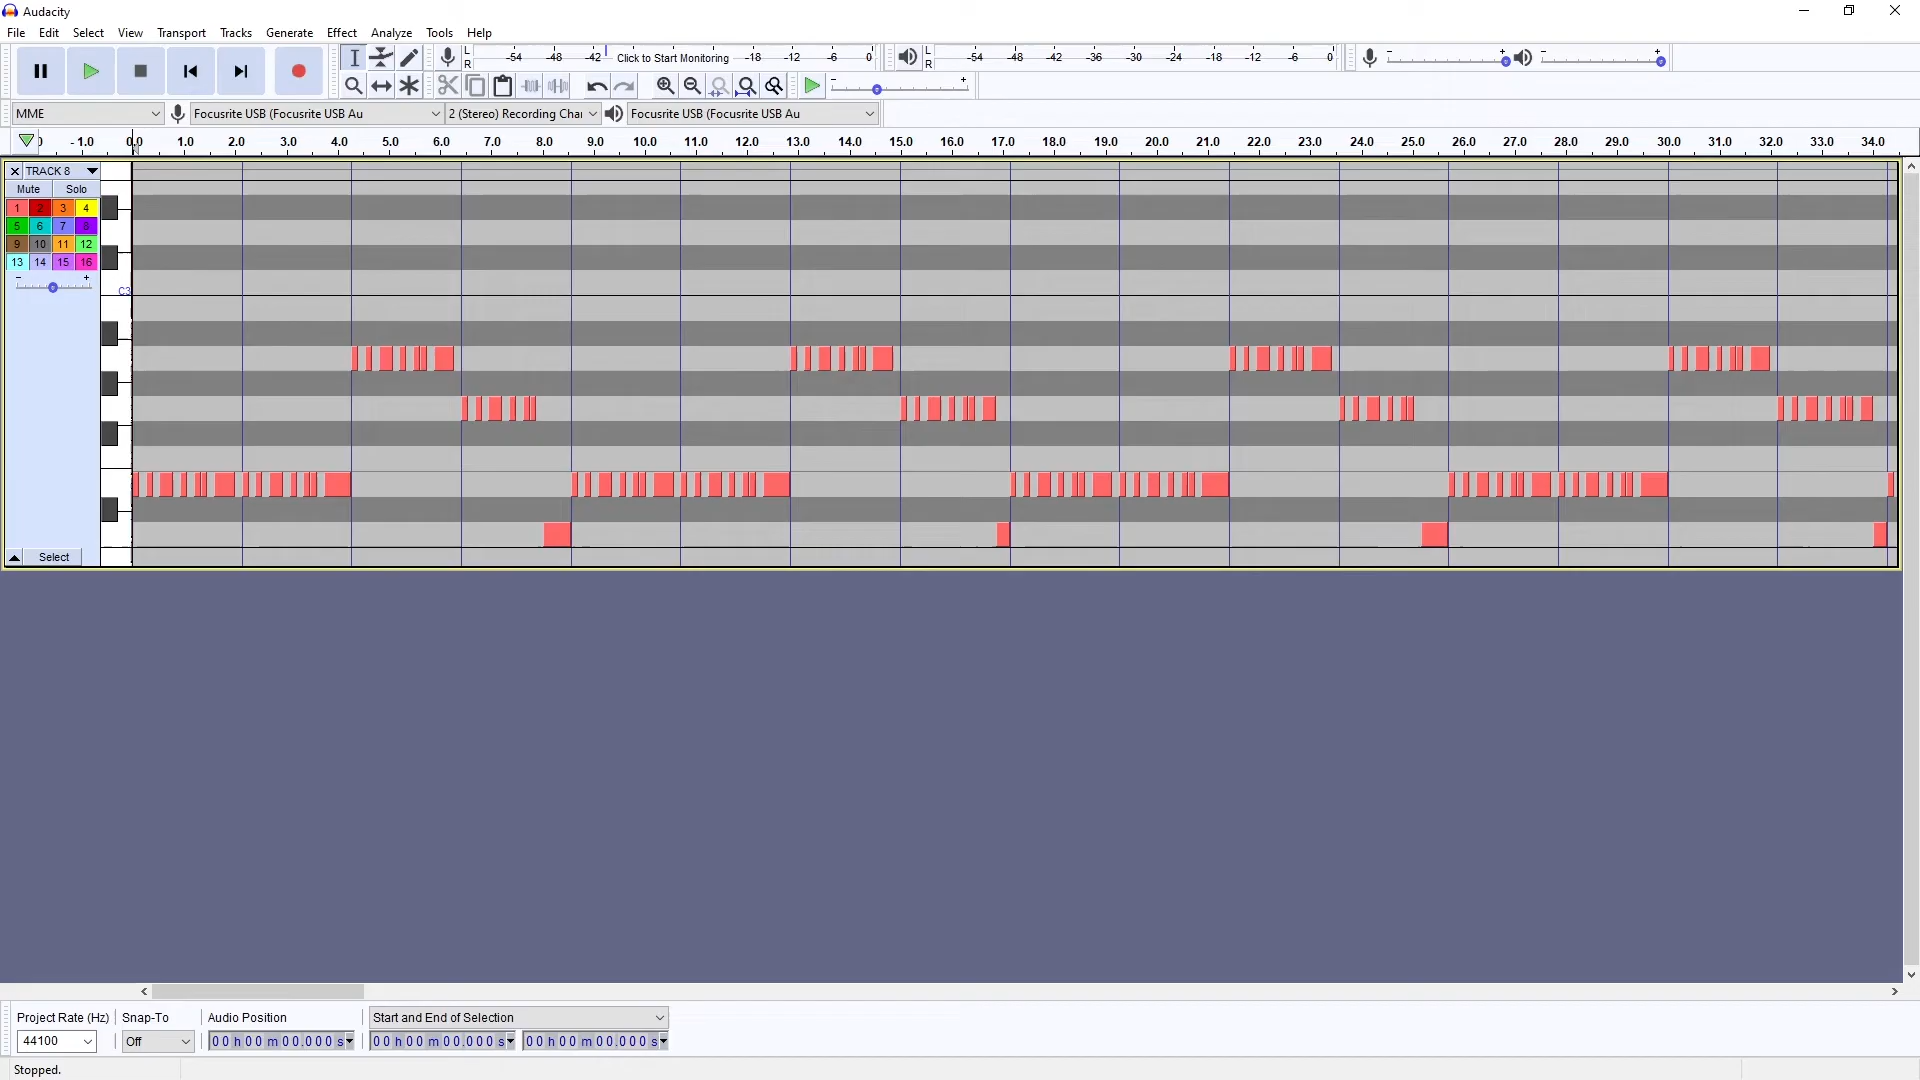 Audacity
File Edit Select View Transport Tracks Generate Effect Analyze Tools Help
L R -54 -48 -42 Click to Start Monitoring -18 -12 -6 0 L R -54 -48 -42 -36 -30 -24 -18 -12 -6 0 - + - +
- +
MME Focusrite USB (Focusrite USB Au 2 (Stereo) Recording Chai Focusrite USB (Focusrite USB Au
0 - 1.0 0.0 1.0 2.0 3.0 4.0 5.0 6.0 7.0 8.0 9.0 10.0 11.0 12.0 13.0 14.0 15.0 16.0 17.0 18.0 19.0 20.0 21.0 22.0 23.0 24.0 25.0 26.0 27.0 28.0 29.0 30.0 31.0 32.0 33.0 34.0
TRACK 8
Mute Solo
1 2 3 4
5 6 7 8
9 10 11 12
13 14 15 16
- +
C3
Select
Project Rate (Hz) Snap-To Audio Position Start and End of Selection
44100 Off 00 h 00 m 00.000 s 00 h 00 m 00.000 s 00 h 00 m 00.000 s
Stopped.